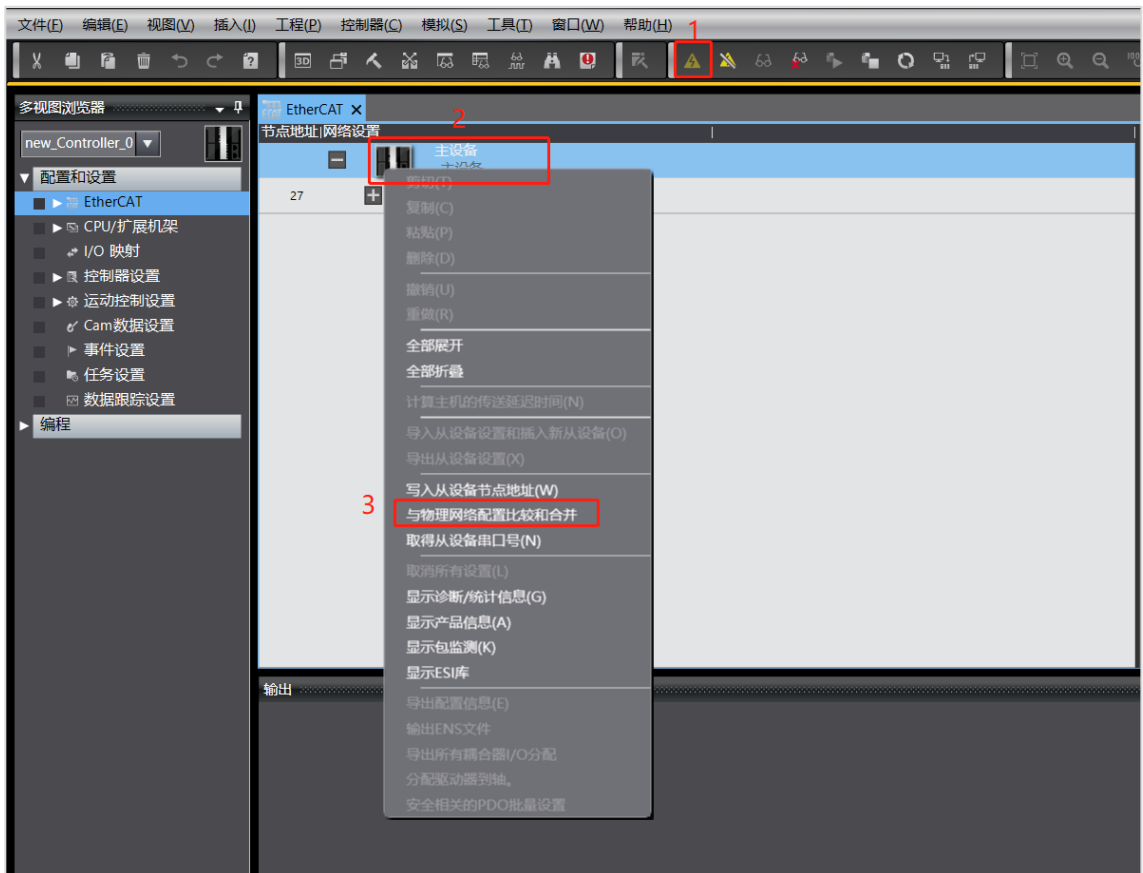 文件(F) 编辑(E) 视图(V) 插入(I) 工程(P) 控制器(C) 模拟(S) 工具(T) 窗口(W) 帮助(H)
1
3D
多视图浏览器
new_Controller_0
配置和设置
EtherCAT
CPU/扩展机架
I/O 映射
控制器设置
运动控制设置
Cam数据设置
事件设置
任务设置
数据跟踪设置
编程
EtherCAT
2
节点地址|网络设置
主设备
主设备
27
剪切(T)
复制(C)
粘贴(P)
删除(D)
撤销(U)
重做(R)
全部展开
全部折叠
计算主机的传送延迟时间(N)
导入从设备设置和插入新从设备(O)
导出从设备设置(X)
写入从设备节点地址(W)
3
与物理网络配置比较和合并
取得从设备串口号(N)
取消所有设置(L)
显示诊断/统计信息(G)
显示产品信息(A)
显示包监测(K)
显示ESI库
导出配置信息(E)
输出ENS文件
导出所有耦合器I/O分配
分配驱动器到轴。
安全相关的PDO批量设置
输出